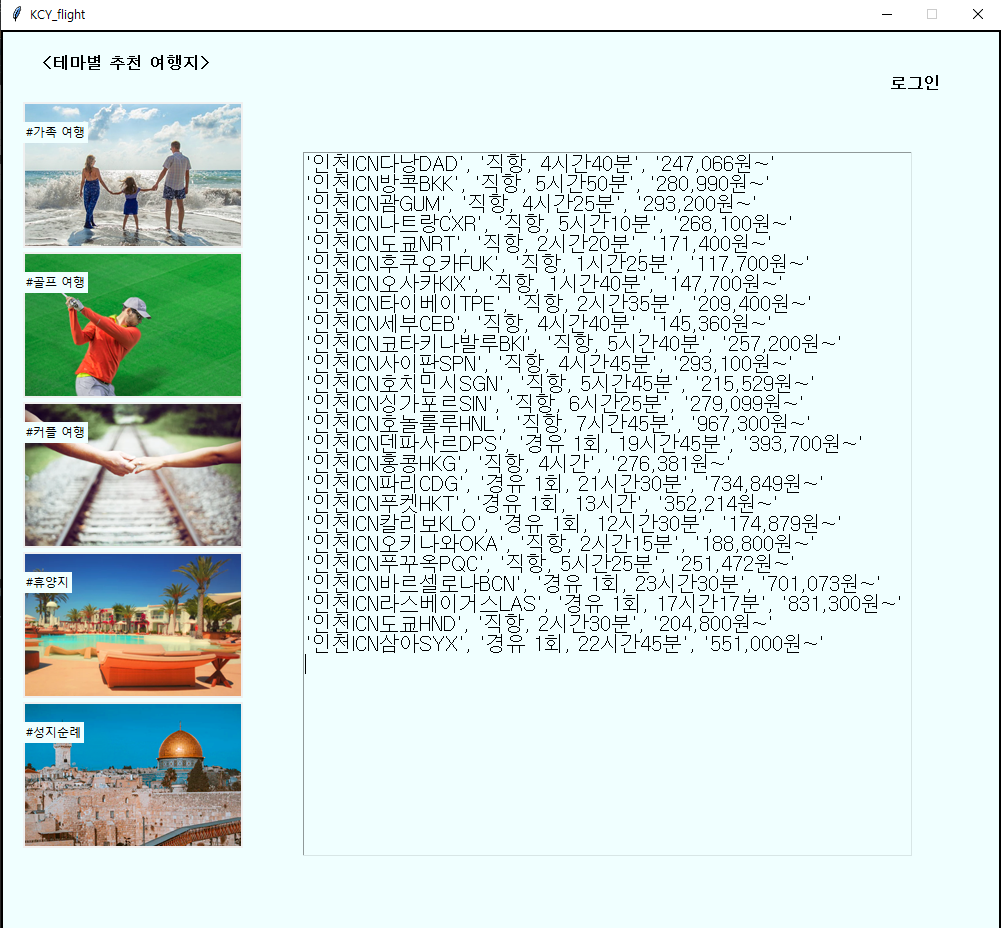 KCY_flight
<테마별 추천 여행지>
로그인
#가족 여행
#골프 여행
#커플 여행
#휴양지
#성지순례
'인천ICN다낭DAD', '직항, 4시간40분', '247,066원~'
'인천ICN방콕BKK', '직항, 5시간50분', '280,990원~'
'인천ICN괌GUM', '직항, 4시간25분', '293,200원~'
'인천ICN나트랑CXR', '직항, 5시간10분', '268,100원~'
'인천ICN도쿄NRT', '직항, 2시간20분', '171,400원~'
'인천ICN후쿠오카FUK', '직항, 1시간25분', '117,700원~'
'인천ICN오사카KIX', '직항, 1시간40분', '147,700원~'
'인천ICN타이베이TPE', '직항, 2시간35분', '209,400원~'
'인천ICN세부CEB', '직항, 4시간40분', '145,360원~'
'인천ICN코타키나발루BKI', '직항, 5시간40분', '257,200원~'
'인천ICN사이판SPN', '직항, 4시간45분', '293,100원~'
'인천ICN호치민시SGN', '직항, 5시간45분', '215,529원~'
'인천ICN싱가포르SIN', '직항, 6시간25분', '279,099원~'
'인천ICN호놀룰루HNL', '직항, 7시간45분', '967,300원~'
'인천ICN덴파사르DPS', '경유 1회, 19시간45분', '393,700원~'
'인천ICN홍콩HKG', '직항, 4시간', '276,381원~'
'인천ICN파리CDG', '경유 1회, 21시간30분', '734,849원~'
'인천ICN푸켓HKT', '경유 1회, 13시간', '352,214원~'
'인천ICN칼리보KLO', '경유 1회, 12시간30분', '174,879원~'
'인천ICN오키나와OKA', '직항, 2시간15분', '188,800원~'
'인천ICN푸꾸옥PQC', '직항, 5시간25분', '251,472원~'
'인천ICN바르셀로나BCN', '경유 1회, 23시간30분', '701,073원~'
'인천ICN라스베이거스LAS', '경유 1회, 17시간17분', '831,300원~'
'인천ICN도쿄HND', '직항, 2시간30분', '204,800원~'
'인천ICN삼아SYX', '경유 1회, 22시간45분', '551,000원~'